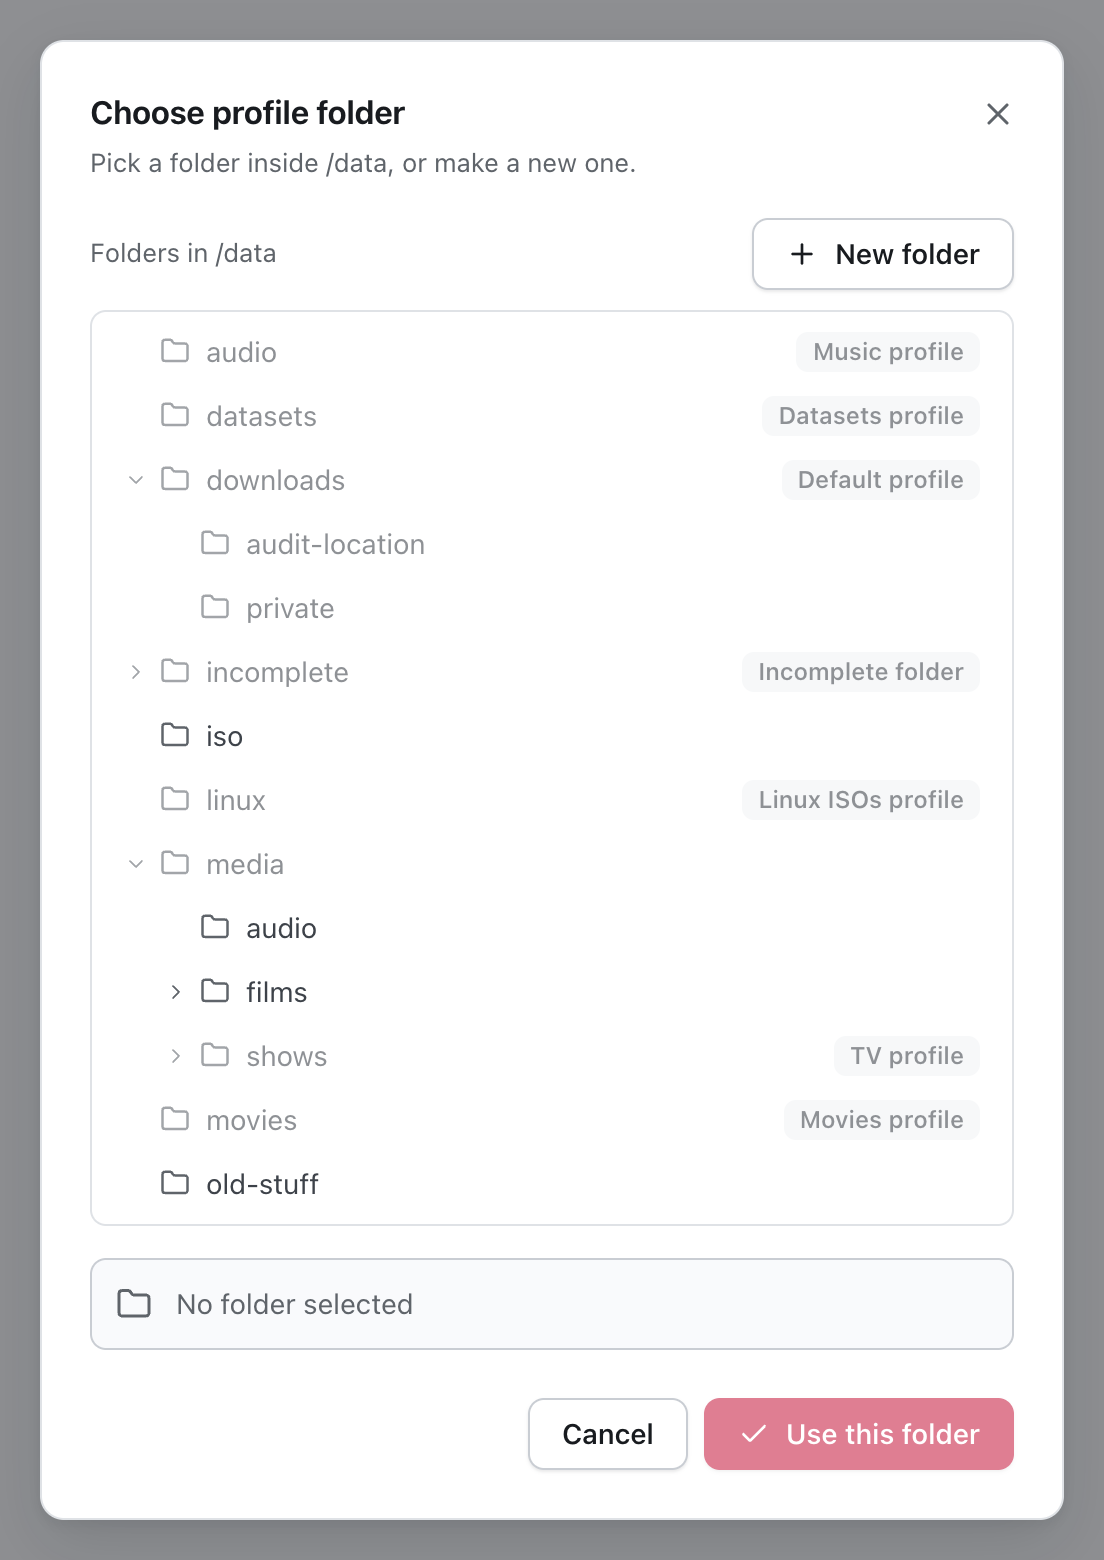 Choose profile folder
Pick a folder inside /data, or make a new one.
Folders in /data
New folder
audio Music profile
datasets Datasets profile
downloads Default profile
audit-location
private
incomplete Incomplete folder
iso
linux Linux ISOs profile
media
audio
films
shows TV profile
movies Movies profile
old-stuff
No folder selected
Cancel Use this folder